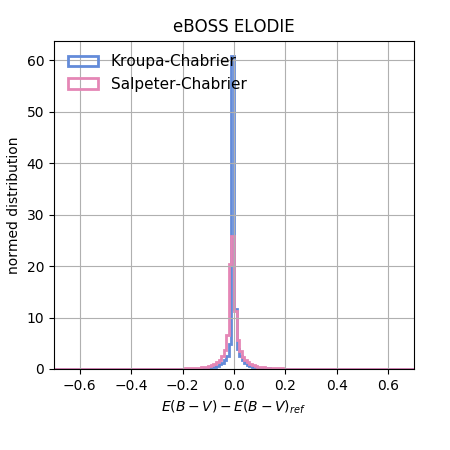 eBOSS ELODIE
Kroupa-Chabrier
Salpeter-Chabrier
normed distribution
60
50
40
30
20
10
0
−0.6 −0.4 −0.2 0.0 0.2 0.4 0.6
E(B − V) − E(B − V)ref